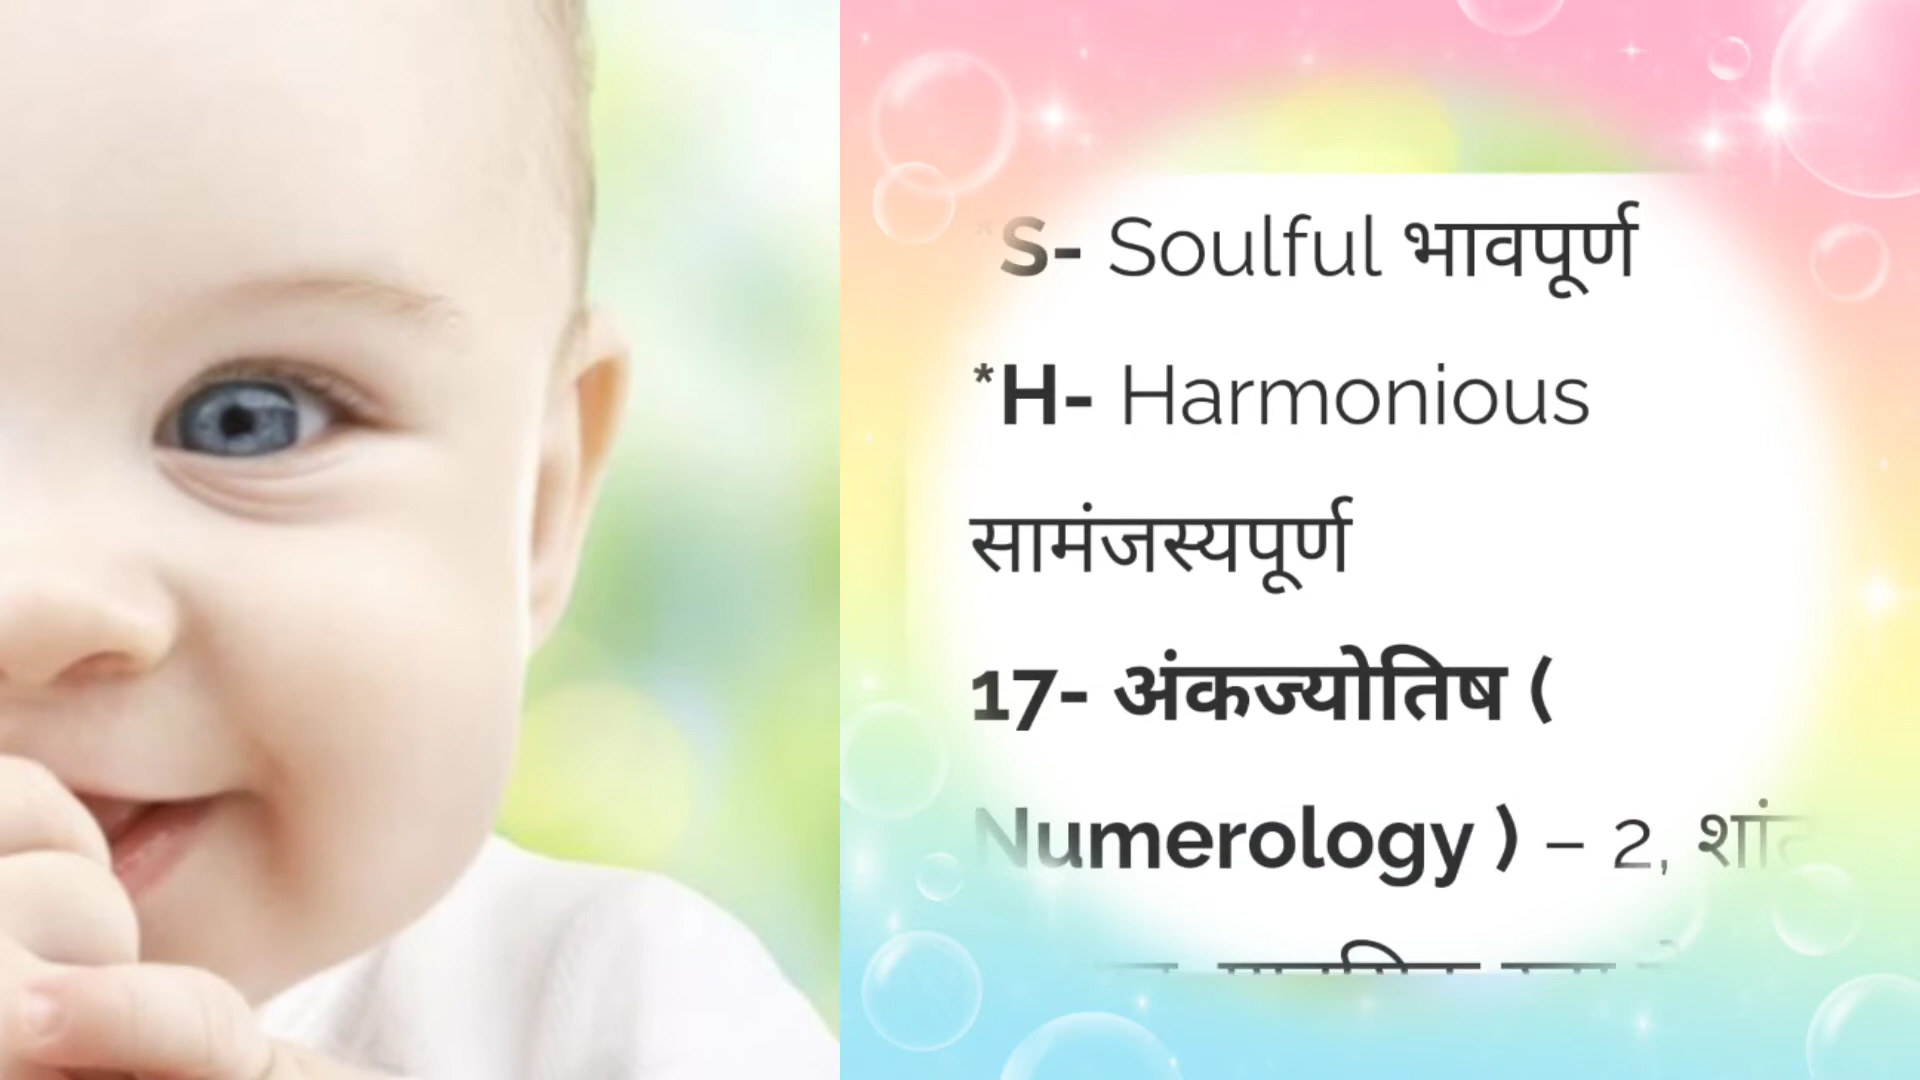 *S- Soulful भावपूर्ण
*H- Harmonious
सामंजस्यपूर्ण
17- अंकज्योतिष (
Numerology ) – 2,